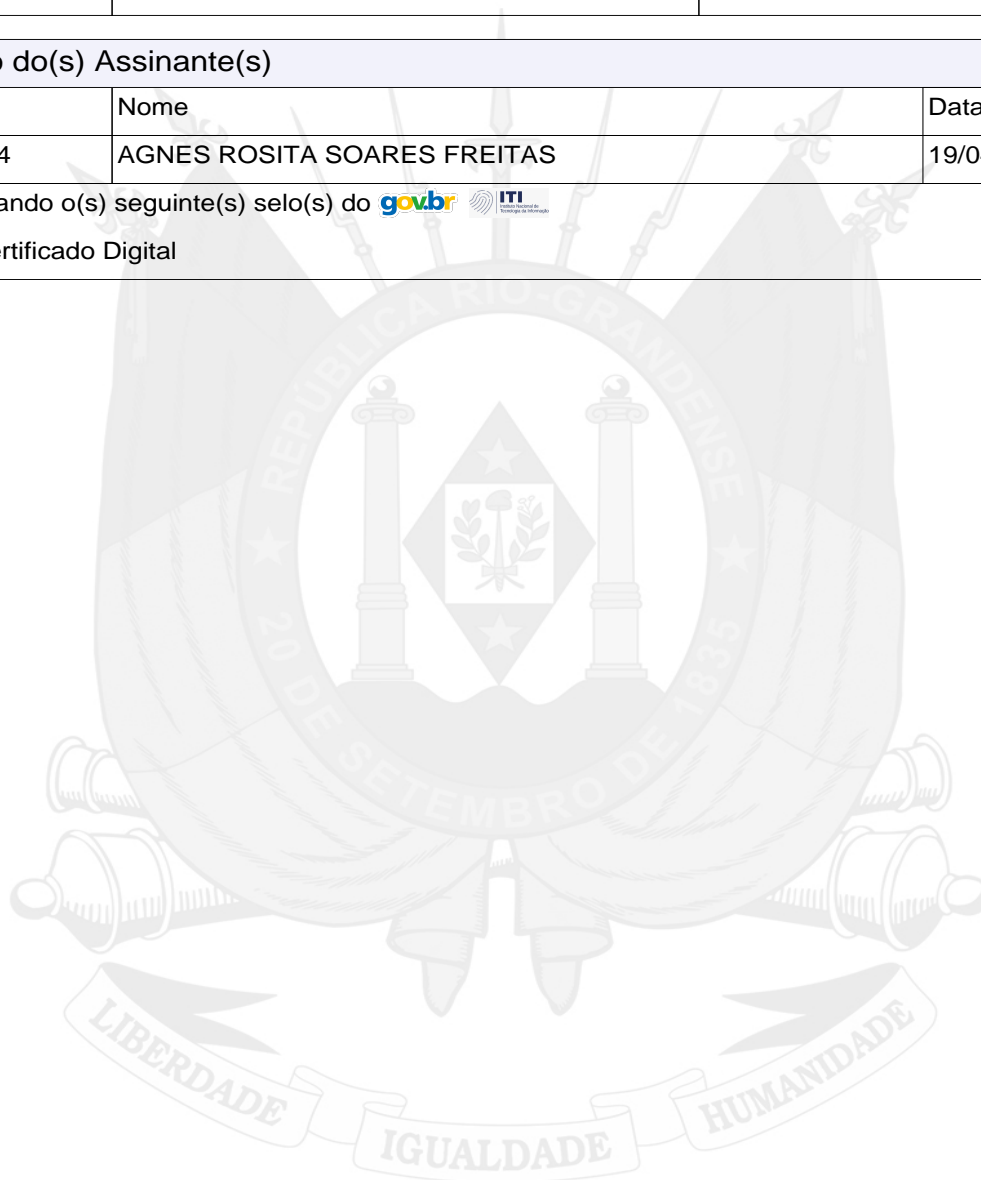 o do(s) Assinante(s)
Nome Data
4 AGNES ROSITA SOARES FREITAS 19/0
ando o(s) seguinte(s) selo(s) do gov.br ITI
rtificado Digital
REPÚBLICA RIO-GRANDENSE
20 DE SETEMBRO DE 1835
LIBERDADE IGUALDADE HUMANIDADE